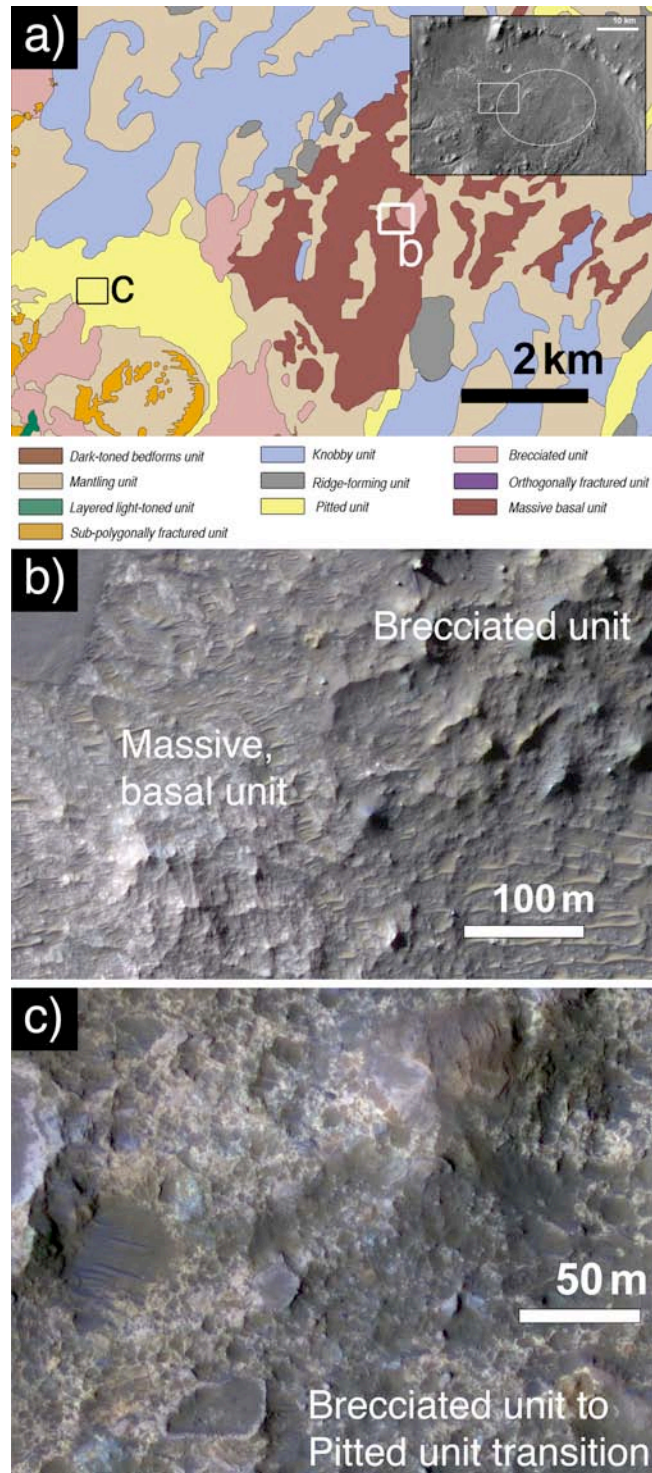 a)
10 km
b
c
2 km
Dark-toned bedforms unit
Mantling unit
Layered light-toned unit
Sub-polygonally fractured unit
Knobby unit
Ridge-forming unit
Pitted unit
Brecciated unit
Orthogonally fractured unit
Massive basal unit
b)
Brecciated unit
Massive,
basal unit
100 m
c)
50 m
Brecciated unit to
Pitted unit transition